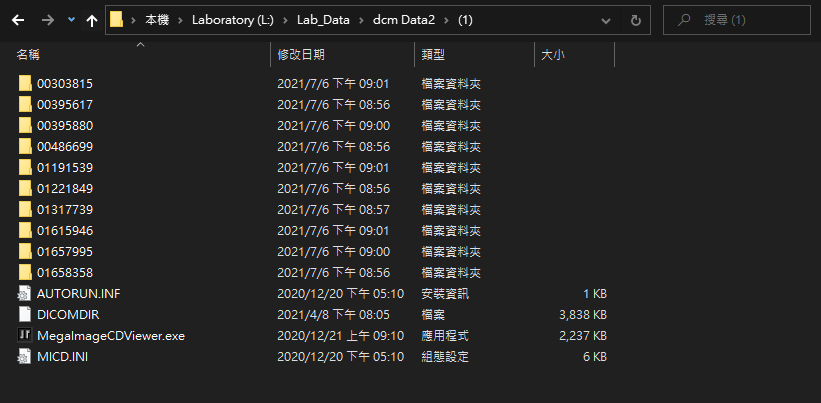 本機 › Laboratory (L:) › Lab_Data › dcm Data2 › (1) 搜尋 (1)
名稱 修改日期 類型 大小
00303815 2021/7/6 下午 09:01 檔案資料夾
00395617 2021/7/6 下午 08:56 檔案資料夾
00395880 2021/7/6 下午 09:00 檔案資料夾
00486699 2021/7/6 下午 08:56 檔案資料夾
01191539 2021/7/6 下午 09:01 檔案資料夾
01221849 2021/7/6 下午 08:56 檔案資料夾
01317739 2021/7/6 下午 08:57 檔案資料夾
01615946 2021/7/6 下午 09:01 檔案資料夾
01657995 2021/7/6 下午 09:00 檔案資料夾
01658358 2021/7/6 下午 08:56 檔案資料夾
AUTORUN.INF 2020/12/20 下午 05:10 安裝資訊 1 KB
DICOMDIR 2021/4/8 下午 08:05 檔案 3,838 KB
MegaImageCDViewer.exe 2020/12/21 上午 09:10 應用程式 2,237 KB
MICD.INI 2020/12/20 下午 05:10 組態設定 6 KB